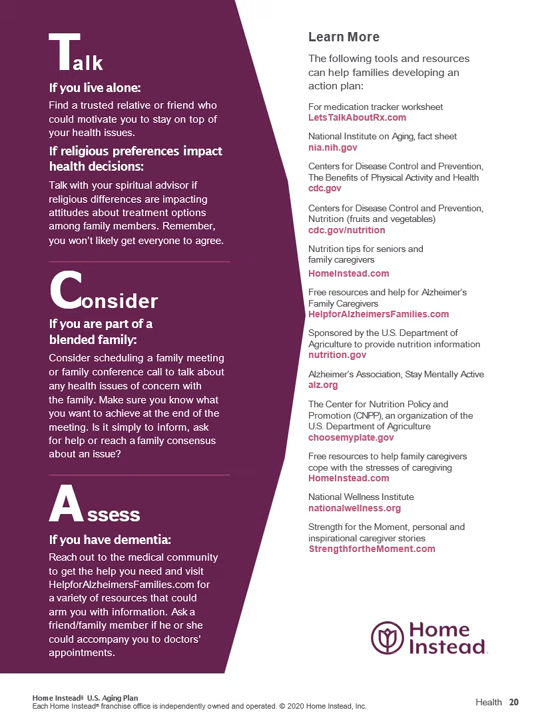 Talk
If you live alone:
Find a trusted relative or friend who
could motivate you to stay on top of
your health issues.
If religious preferences impact
health decisions:
Talk with your spiritual advisor if
religious differences are impacting
attitudes about treatment options
among family members. Remember,
you won't likely get everyone to agree.
Consider
If you are part of a
blended family:
Consider scheduling a family meeting
or family conference call to talk about
any health issues of concern with
the family. Make sure you know what
you want to achieve at the end of the
meeting. Is it simply to inform, ask
for help or reach a family consensus
about an issue?
Assess
If you have dementia:
Reach out to the medical community
to get the help you need and visit
HelpforAlzheimersFamilies.com for
a variety of resources that could
arm you with information. Ask a
friend/family member if he or she
could accompany you to doctors'
appointments.
Learn More
The following tools and resources
can help families developing an
action plan:
For medication tracker worksheet
LetsTalkAboutRx.com
National Institute on Aging, fact sheet
nia.nih.gov
Centers for Disease Control and Prevention,
The Benefits of Physical Activity and Health
cdc.gov
Centers for Disease Control and Prevention,
Nutrition (fruits and vegetables)
cdc.gov/nutrition
Nutrition tips for seniors and
family caregivers
HomeInstead.com
Free resources and help for Alzheimer's
Family Caregivers
HelpforAlzheimersFamilies.com
Sponsored by the U.S. Department of
Agriculture to provide nutrition information
nutrition.gov
Alzheimer's Association, Stay Mentally Active
alz.org
The Center for Nutrition Policy and
Promotion (CNPP), an organization of the
U.S. Department of Agriculture
choosemyplate.gov
Free resources to help family caregivers
cope with the stresses of caregiving
HomeInstead.com
National Wellness Institute
nationalwellness.org
Strength for the Moment, personal and
inspirational caregiver stories
StrengthfortheMoment.com
Home
Instead
Home Instead® U.S. Aging Plan
Each Home Instead® franchise office is independently owned and operated. © 2020 Home Instead, Inc.
Health 20